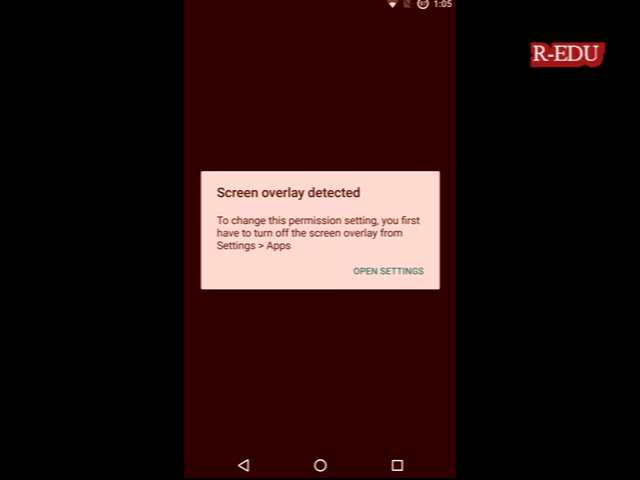 1:05
R-EDU
Screen overlay detected
To change this permission setting, you first
have to turn off the screen overlay from
Settings > Apps
OPEN SETTINGS